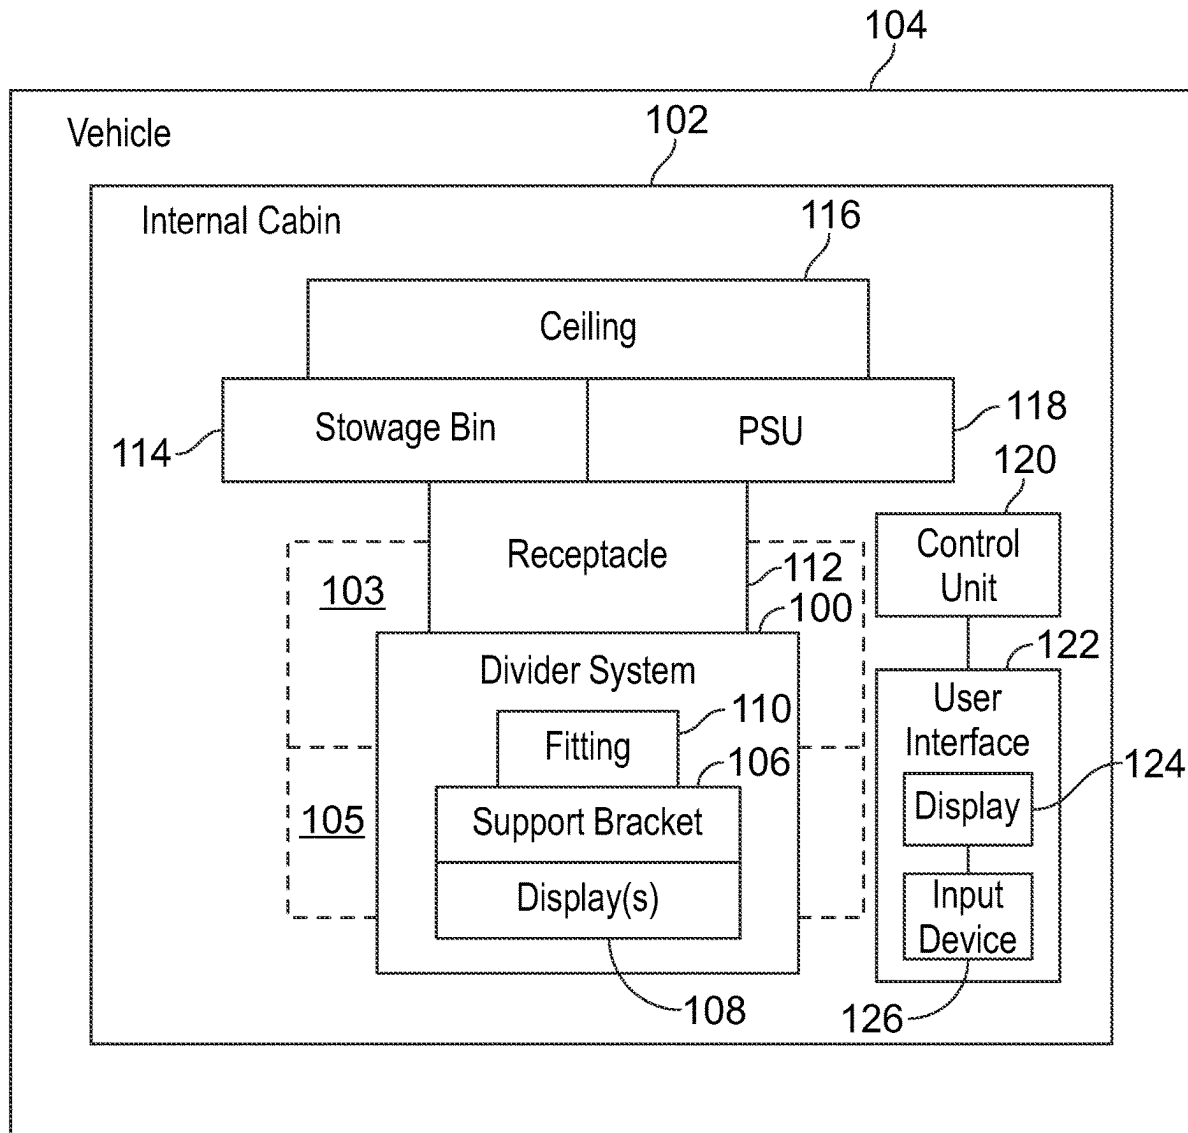 104
Vehicle
102
Internal Cabin
116
Ceiling
Stowage Bin
PSU
114
118
120
Control
Unit
Receptacle
112
103
100
122
Divider System
User
Interface
110
Fitting
106
124
105
Support Bracket
Display
Display(s)
Input
Device
108
126